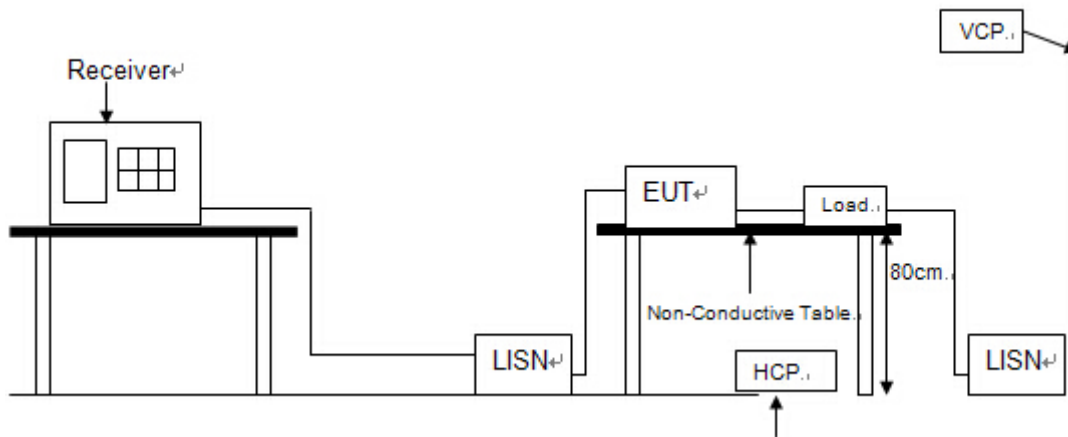 VCP.
Receiver↵
EUT↵
Load.
80cm.
Non-Conductive Table.
LISN↵
HCP.
LISN↵